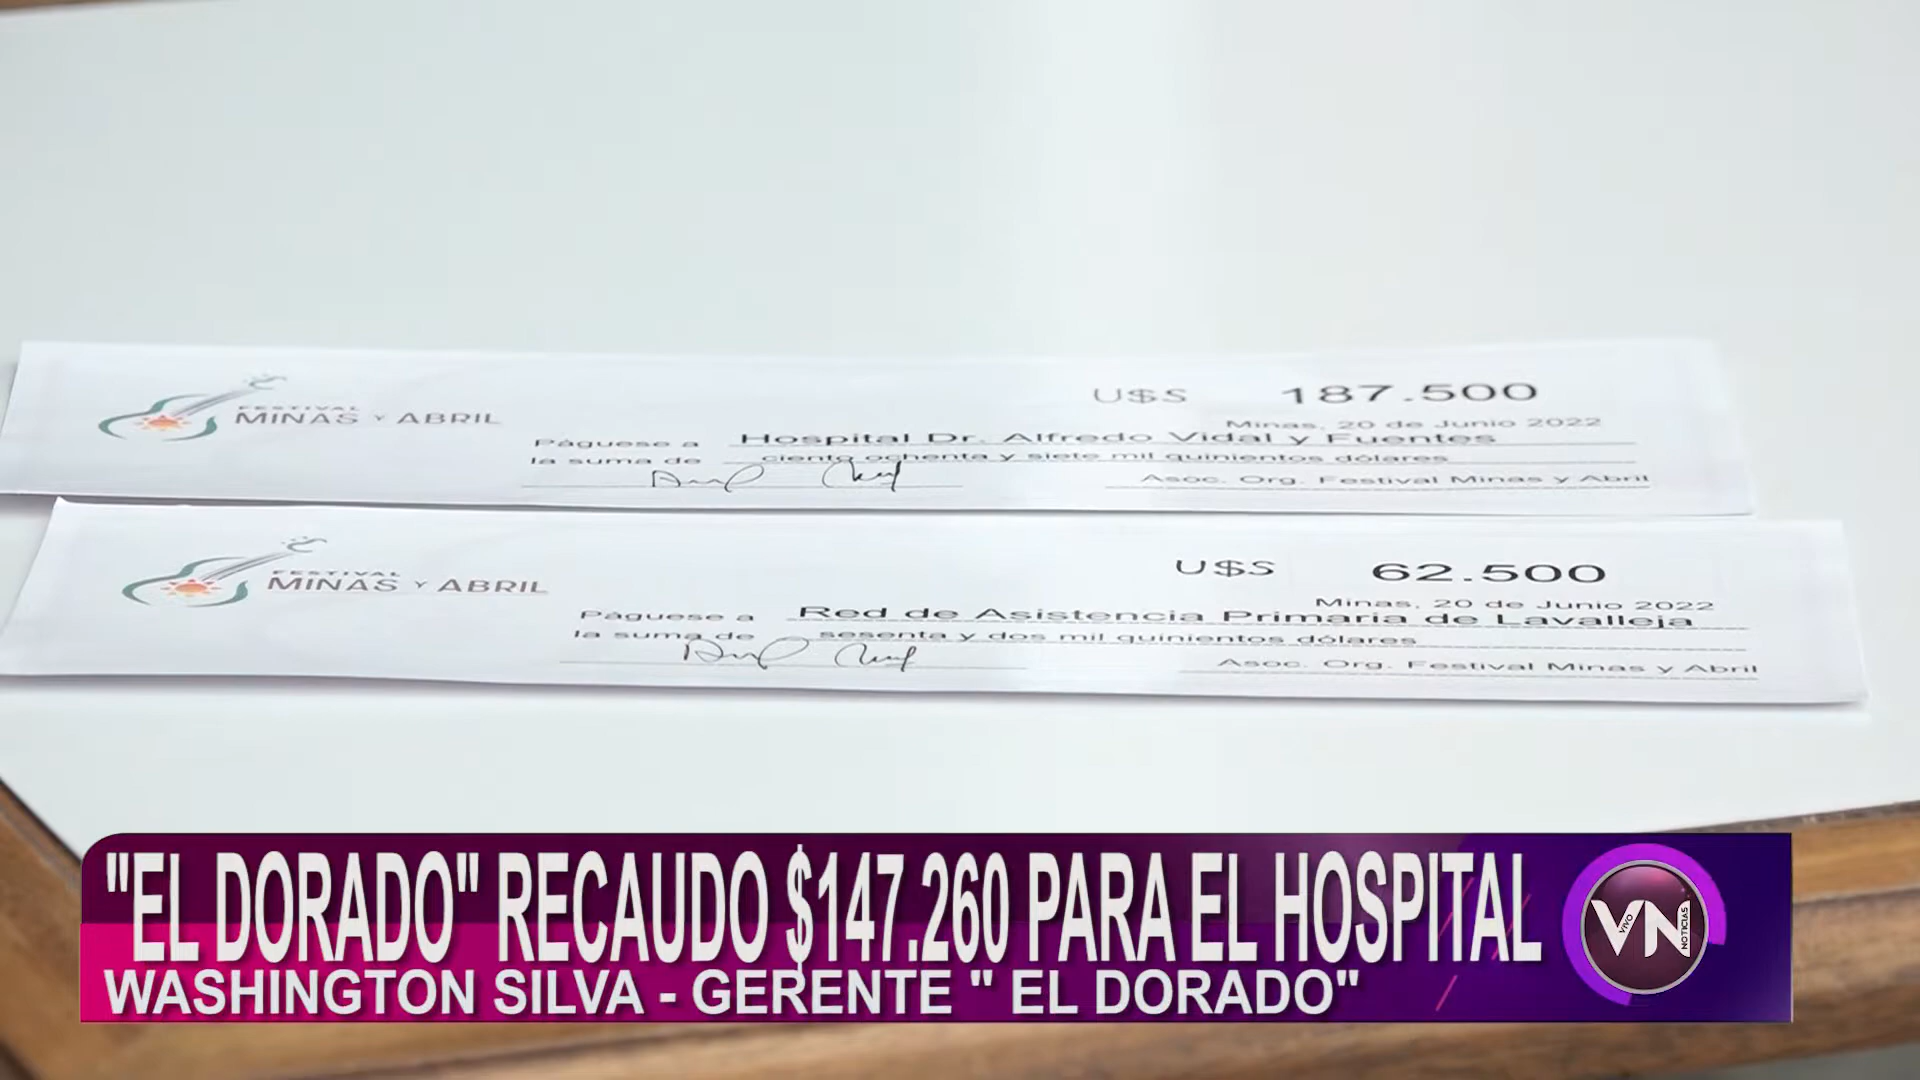 FESTIVAL
MINAS Y ABRIL
U$S 187.500
Minas, 20 de Junio 2022
Páguese a Hospital Dr. Alfredo Vidal y Fuentes
la suma de ciento ochenta y siete mil quinientos dólares
Asoc. Org. Festival Minas y Abril
FESTIVAL
MINAS Y ABRIL
U$S 62.500
Minas, 20 de Junio 2022
Páguese a Red de Asistencia Primaria de Lavalleja
la suma de sesenta y dos mil quinientos dólares
Asoc. Org. Festival Minas y Abril
"EL DORADO" RECAUDO $147.260 PARA EL HOSPITAL
WASHINGTON SILVA - GERENTE " EL DORADO"
VN
VIVO
NOTICIAS